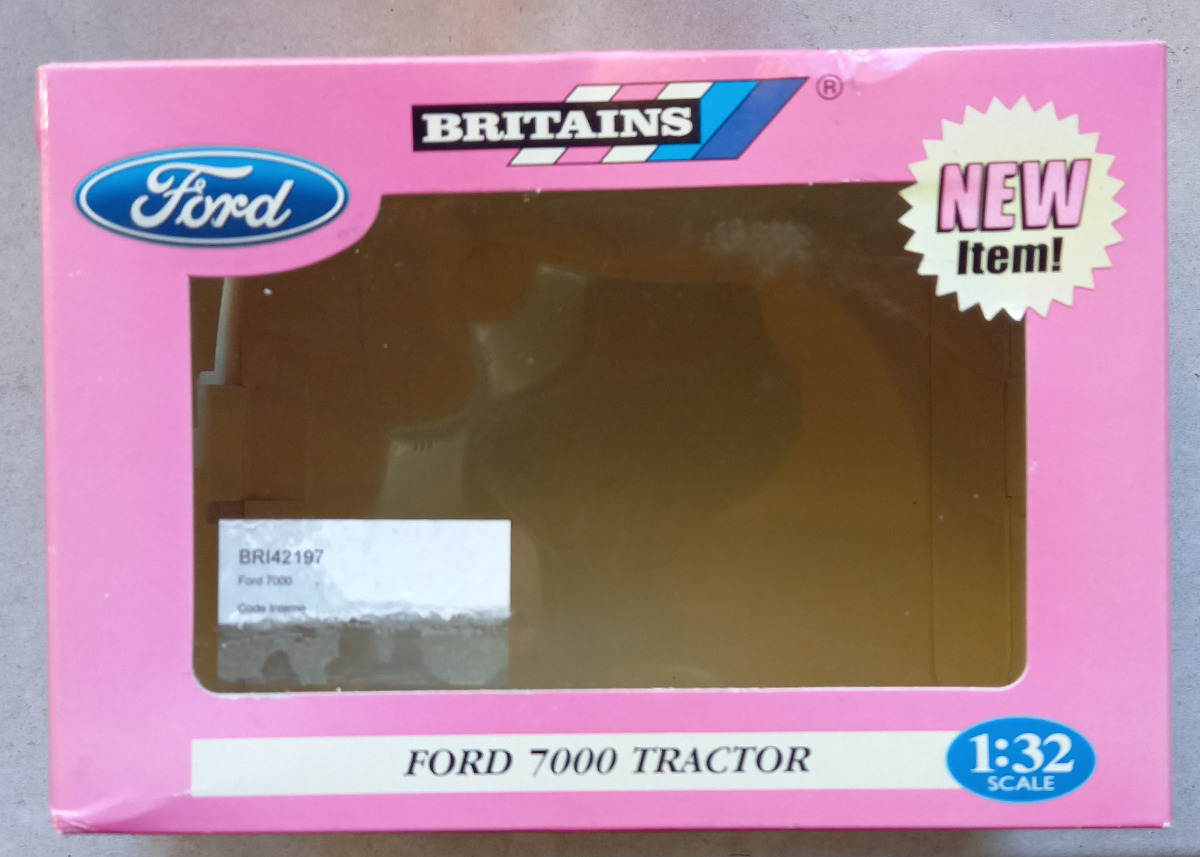 BRITAINS ®
Ford
NEW
Item!
BRI42197
Ford 7000
Code Interne
FORD 7000 TRACTOR
1:32
SCALE